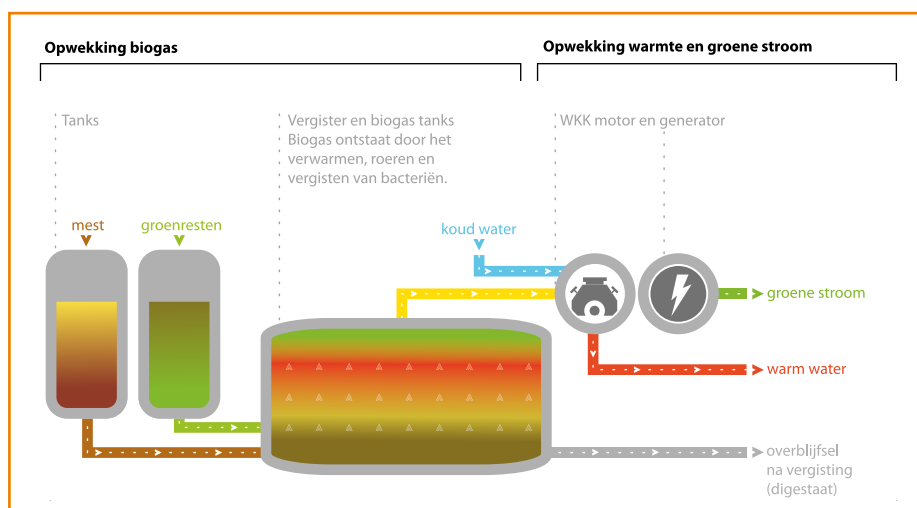 Opwekking biogas
Opwekking warmte en groene stroom
Tanks
Vergister en biogas tanks
Biogas ontstaat door het
verwarmen, roeren en
vergisten van bacteriën.
WKK motor en generator
mest
groenresten
koud water
groene stroom
warm water
overblijfsel
na vergisting
(digestaat)